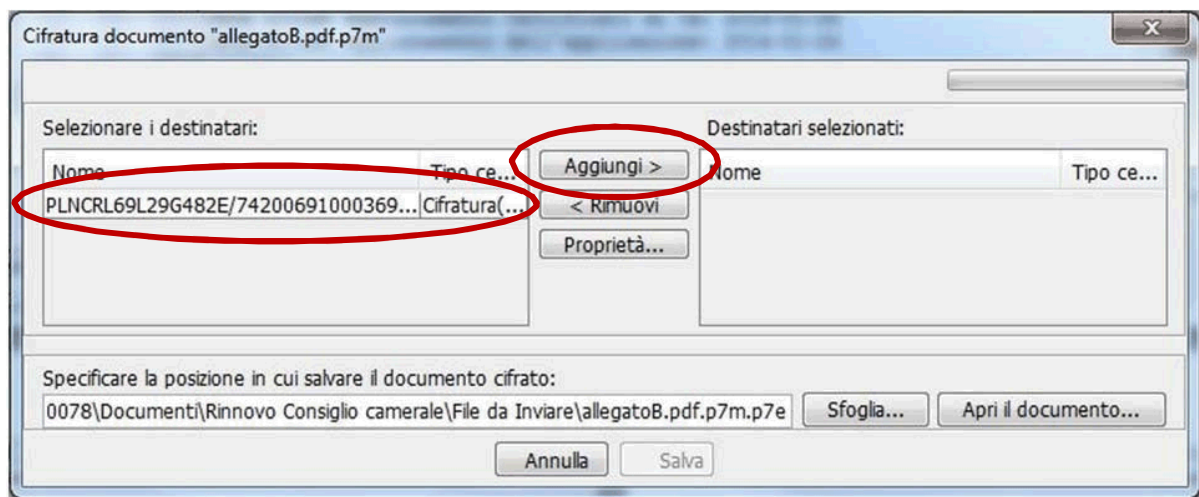 Cifratura documento "allegatoB.pdf.p7m"
Selezionare i destinatari:
Destinatari selezionati:
Nome Tipo ce...
Aggiungi >
Nome Tipo ce...
PLNCRL69L29G482E/74200691000369... Cifratura(...
< Rimuovi
Proprietà...
Specificare la posizione in cui salvare il documento cifrato:
0078\Documenti\Rinnovo Consiglio camerale\File da Inviare\allegatoB.pdf.p7m.p7e
Sfoglia...
Apri il documento...
Annulla
Salva